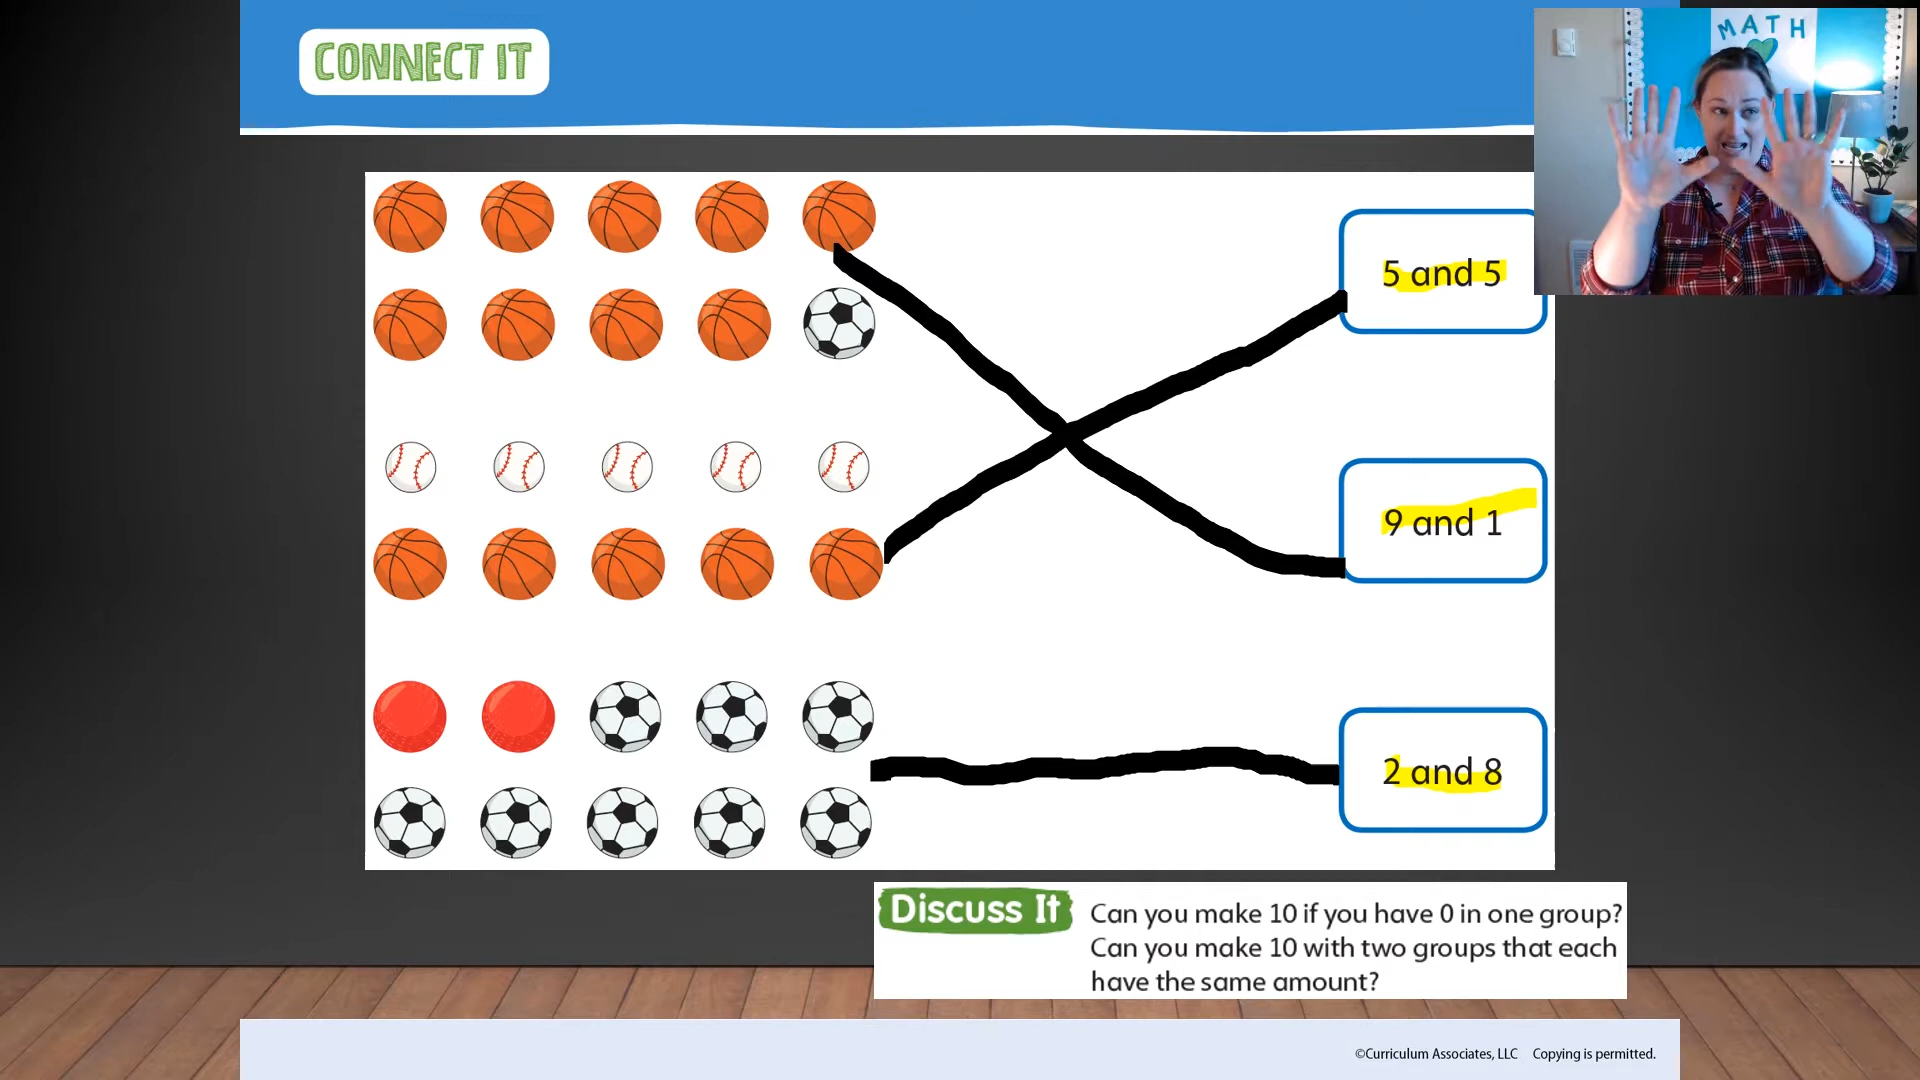 CONNECT IT
MATH
5 and 5
9 and 1
2 and 8
Discuss It
Can you make 10 if you have 0 in one group?
Can you make 10 with two groups that each
have the same amount?
©Curriculum Associates, LLC Copying is permitted.